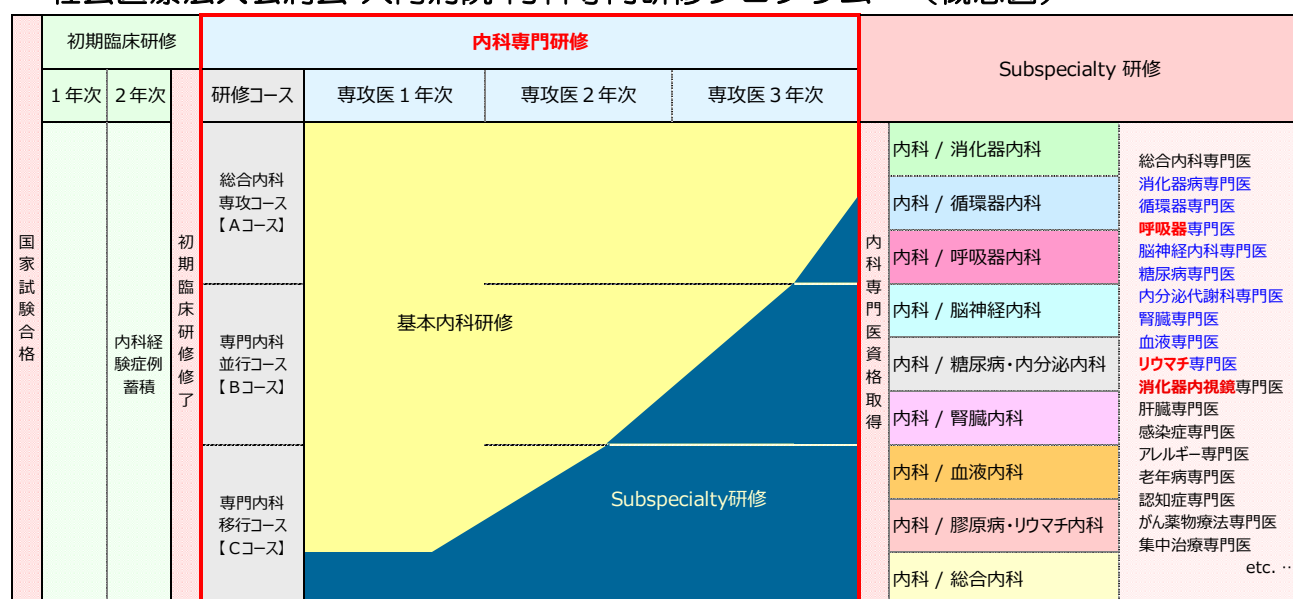 初期臨床研修
内科専門研修
Subspecialty 研修
1年次
2年次
研修コース
専攻医1年次
専攻医2年次
専攻医3年次
国家試験合格
内科経
験症例
蓄積
初期臨床研修修了
総合内科
専攻コース
【Aコース】
専門内科
並行コース
【Bコース】
専門内科
移行コース
【Cコース】
基本内科研修
Subspecialty研修
内科専門医資格取得
内科 / 消化器内科
内科 / 循環器内科
内科 / 呼吸器内科
内科 / 脳神経内科
内科 / 糖尿病・内分泌内科
内科 / 腎臓内科
内科 / 血液内科
内科 / 膠原病・リウマチ内科
内科 / 総合内科
総合内科専門医
消化器病専門医
循環器専門医
呼吸器専門医
脳神経内科専門医
糖尿病専門医
内分泌代謝科専門医
腎臓専門医
血液専門医
リウマチ専門医
消化器内視鏡専門医
肝臓専門医
感染症専門医
アレルギー専門医
老年病専門医
認知症専門医
がん薬物療法専門医
集中治療専門医
etc. …